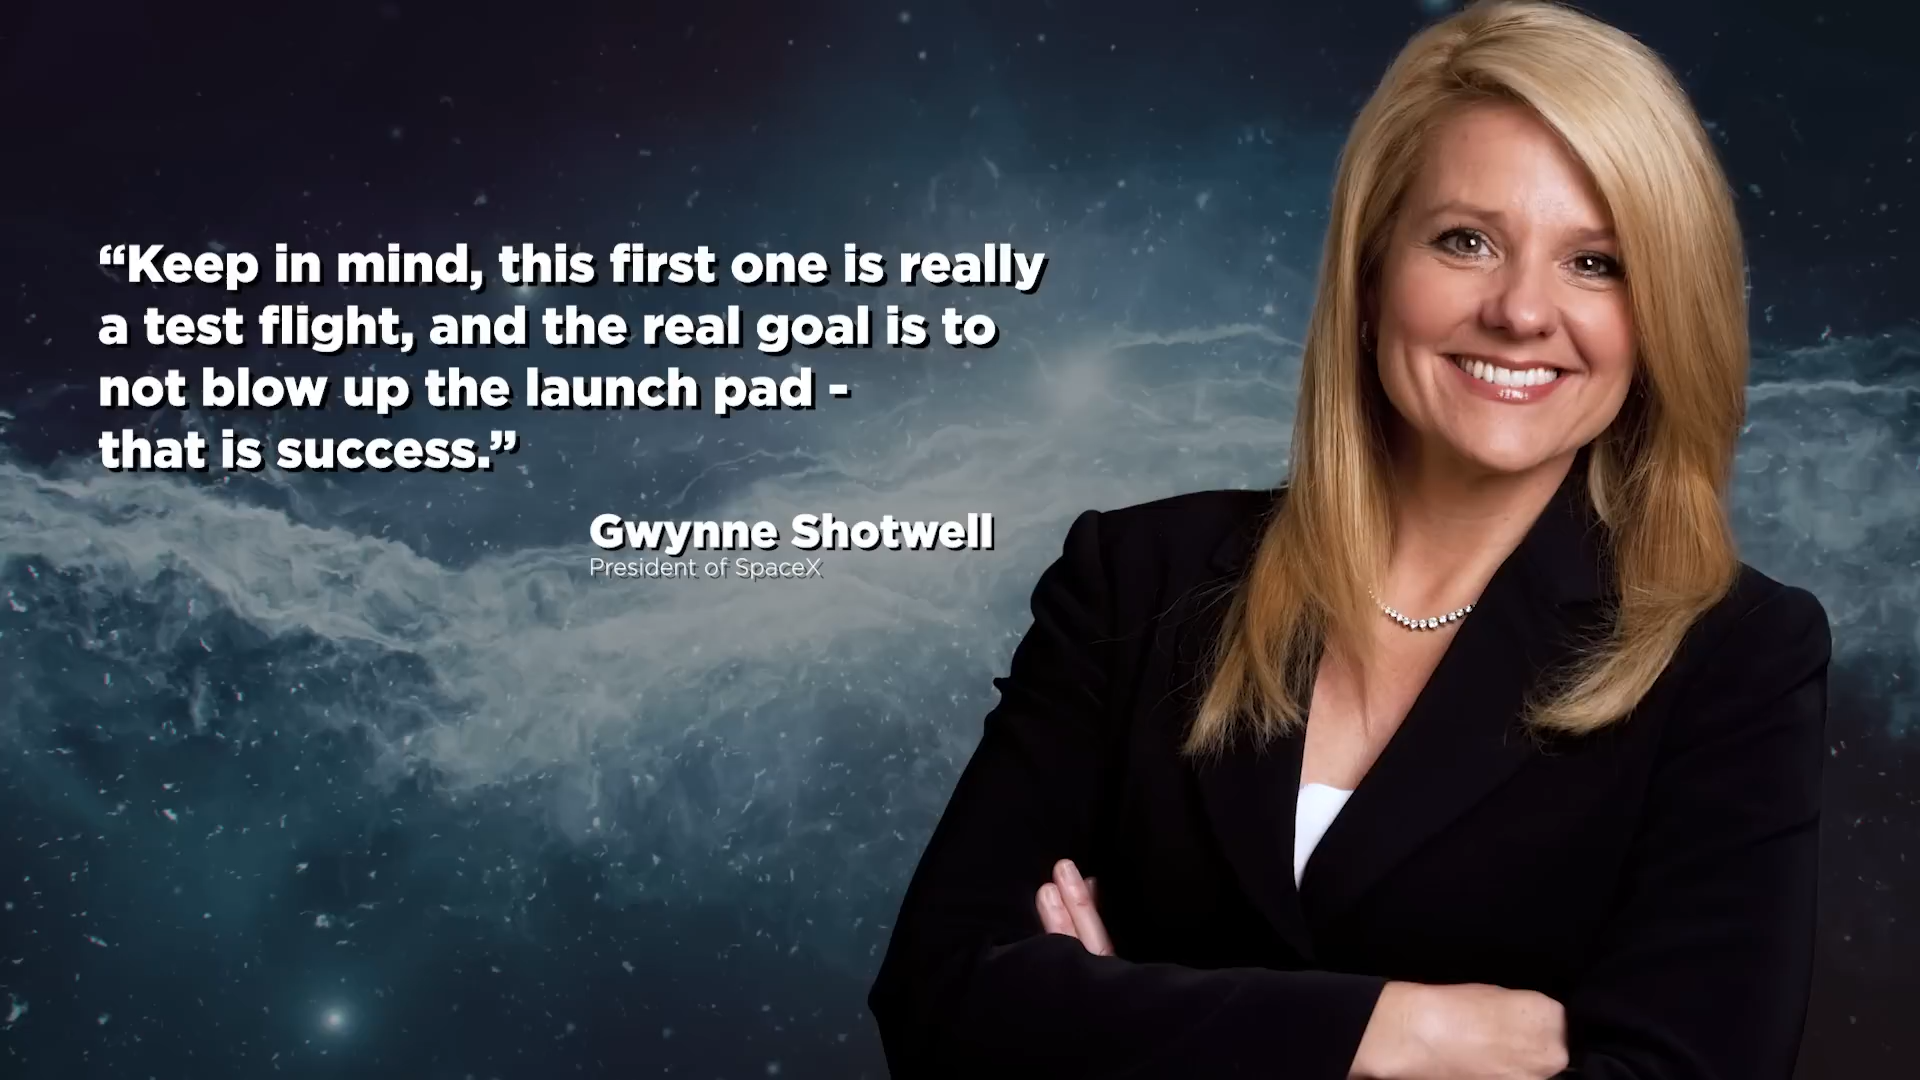 “Keep in mind, this first one is really
a test flight, and the real goal is to
not blow up the launch pad -
that is success.”
Gwynne Shotwell
President of SpaceX